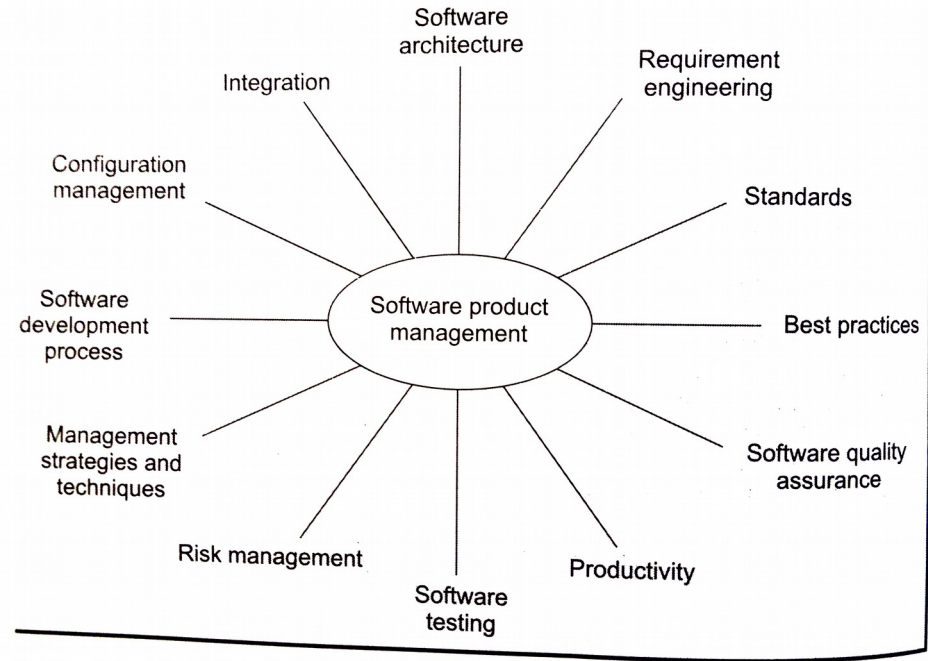 Software
architecture
Requirement
engineering
Integration
Configuration
management
Standards
Software
development
process
Software product
management
Best practices
Management
strategies and
techniques
Software quality
assurance
Risk management
Productivity
Software
testing